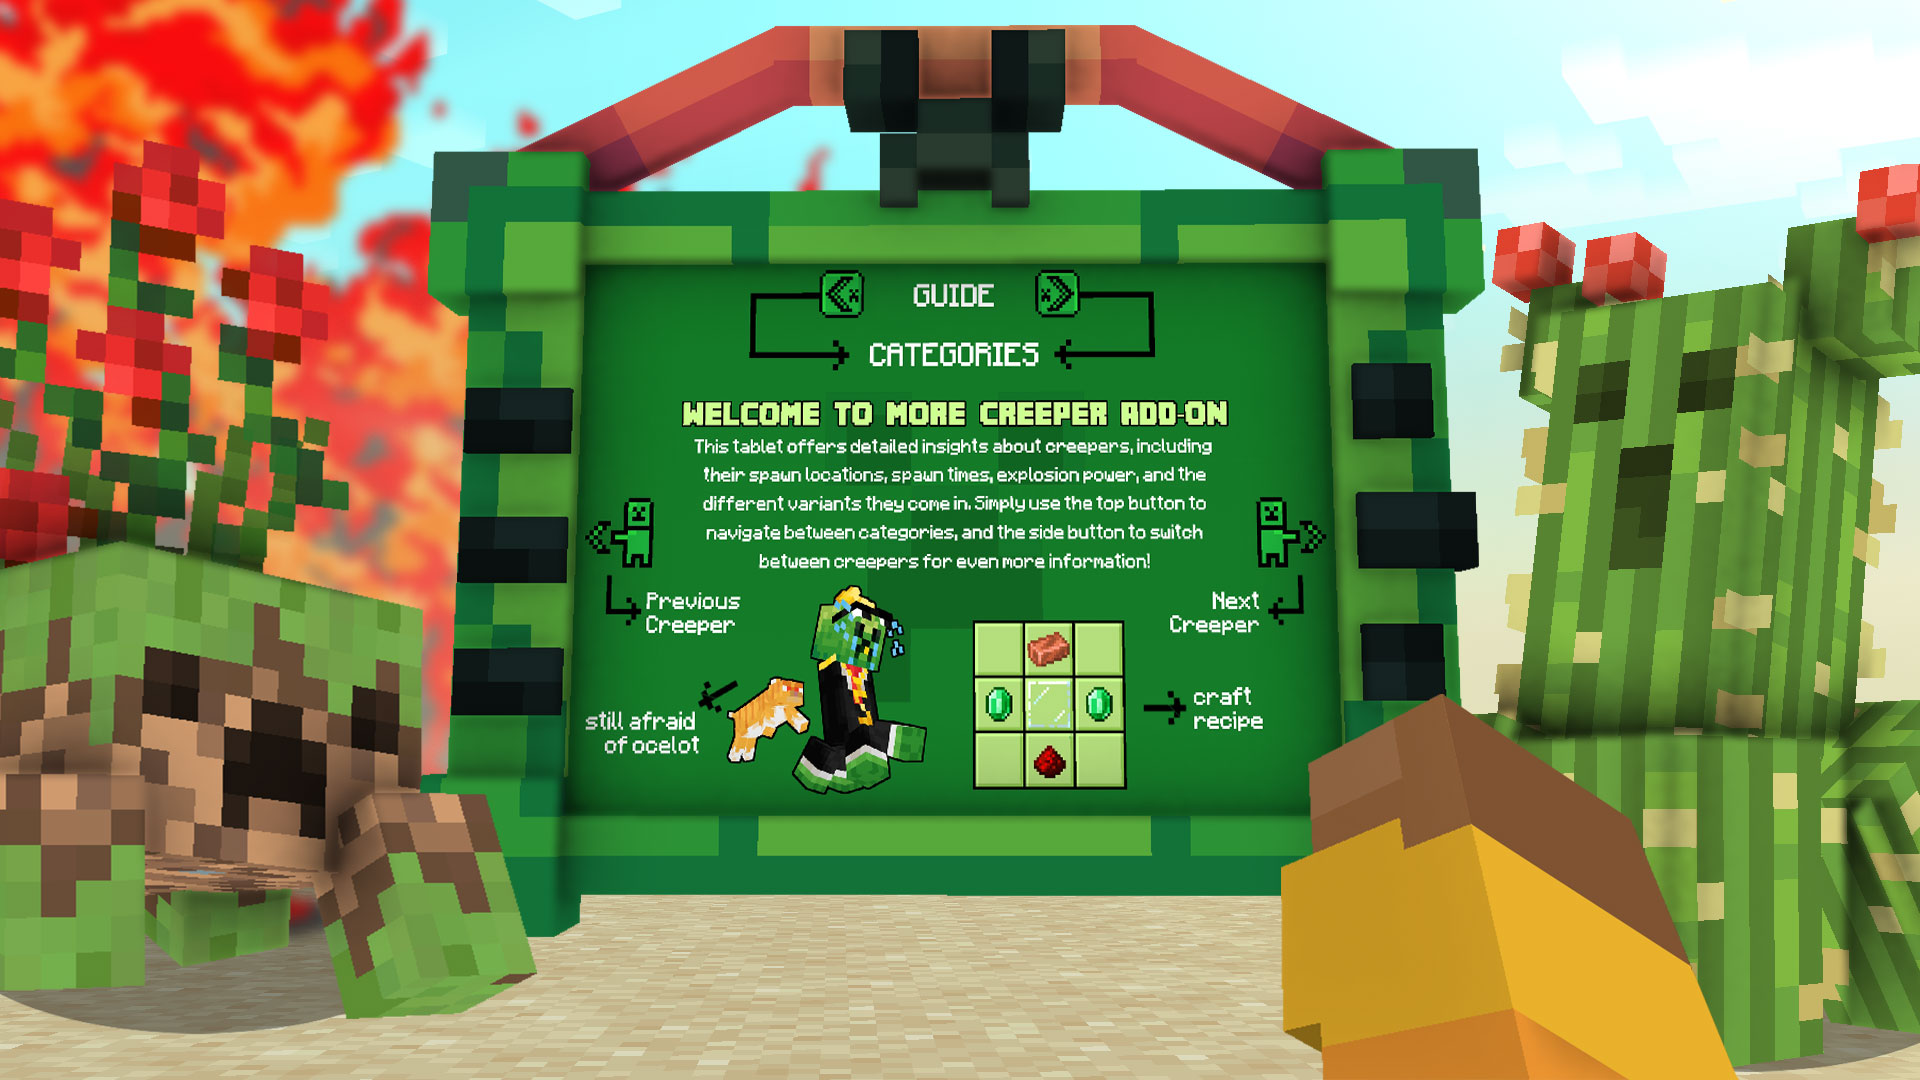 GUIDE
CATEGORIES
WELCOME TO MORE CREEPER ADD-ON
This tablet offers detailed insights about creepers, including
their spawn locations, spawn times, explosion power, and the
different variants they come in. Simply use the top button to
navigate between categories, and the side button to switch
between creepers for even more information!
Previous
Creeper
Next
Creeper
still afraid
of ocelot
craft
recipe